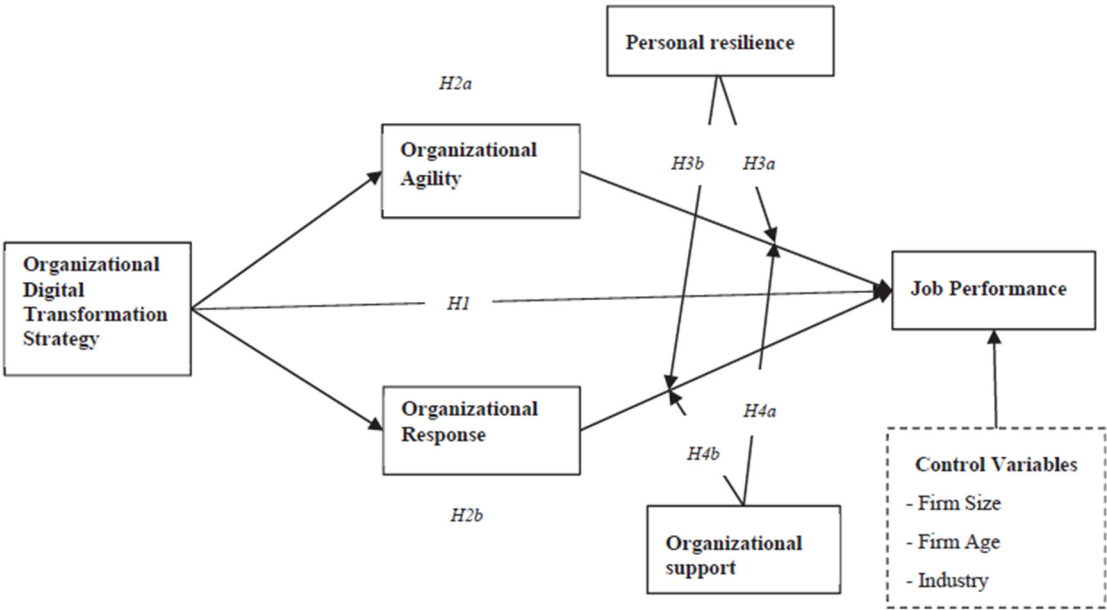 Personal resilience
H2a
Organizational
Agility
H3b
H3a
Organizational
Digital
Transformation
Strategy
H1
Job Performance
Organizational
Response
H4a
H4b
H2b
Organizational
support
Control Variables
- Firm Size
- Firm Age
- Industry